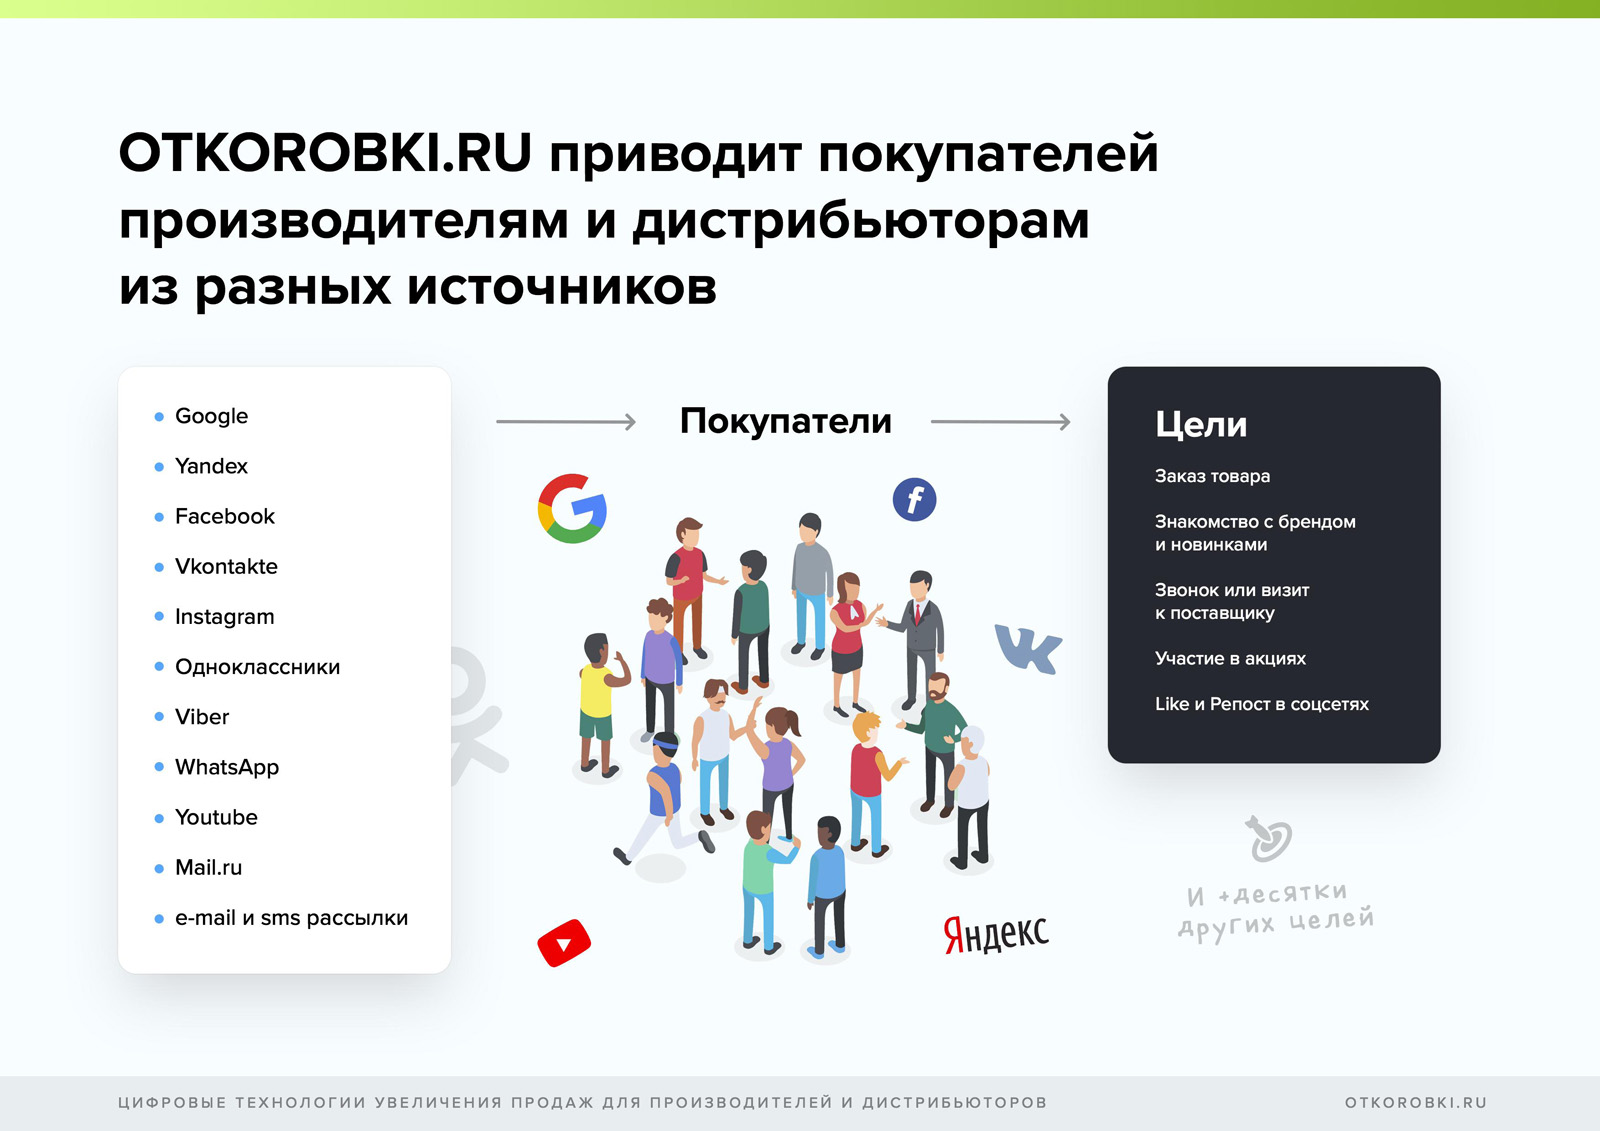 OTKOROBKI.RU приводит покупателей
производителям и дистрибьюторам
из разных источников
Google
Yandex
Facebook
Vkontakte
Instagram
Одноклассники
Viber
WhatsApp
Youtube
Mail.ru
e-mail и sms рассылки
Покупатели
Яндекс
Цели
Заказ товара
Знакомство с брендом
и новинками
Звонок или визит
к поставщику
Участие в акциях
Like и Репост в соцсетях
И +десятки
других целей
ЦИФРОВЫЕ ТЕХНОЛОГИИ УВЕЛИЧЕНИЯ ПРОДАЖ ДЛЯ ПРОИЗВОДИТЕЛЕЙ И ДИСТРИБЬЮТОРОВ
OTKOROBKI.RU